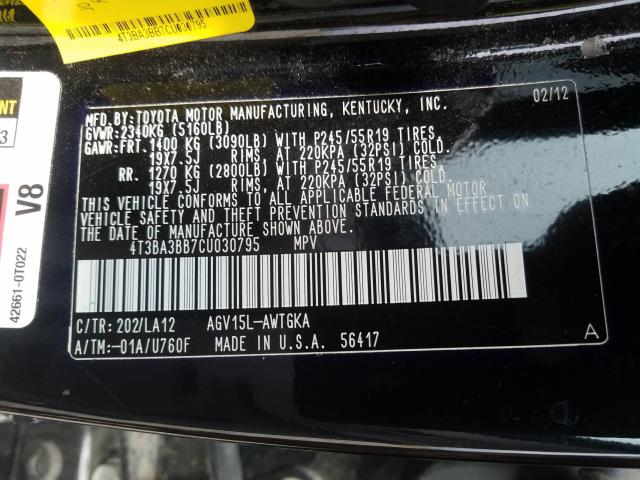 4T3BA3BB7CU030795
NT
3
V8
42661-0T022
MFD. BY: TOYOTA MOTOR MANUFACTURING, KENTUCKY, INC. 02/12
GVWR: 2340KG (5160LB)
GAWR: FRT. 1400 KG (3090LB) WITH P245/55R19 TIRES,
19X7.5J RIMS, AT 220KPA (32PSI) COLD.
RR. 1270 KG (2800LB) WITH P245/55R19 TIRES,
19X7.5J RIMS, AT 220KPA (32PSI) COLD.
THIS VEHICLE CONFORMS TO ALL APPLICABLE FEDERAL MOTOR
VEHICLE SAFETY AND THEFT PREVENTION STANDARDS IN EFFECT ON
THE DATE OF MANUFACTURE SHOWN ABOVE.
4T3BA3BB7CU030795 MPV
C/TR: 202/LA12 AGV15L-AWTGKA
A/TM: -01A/U760F MADE IN U.S.A. 56417 A